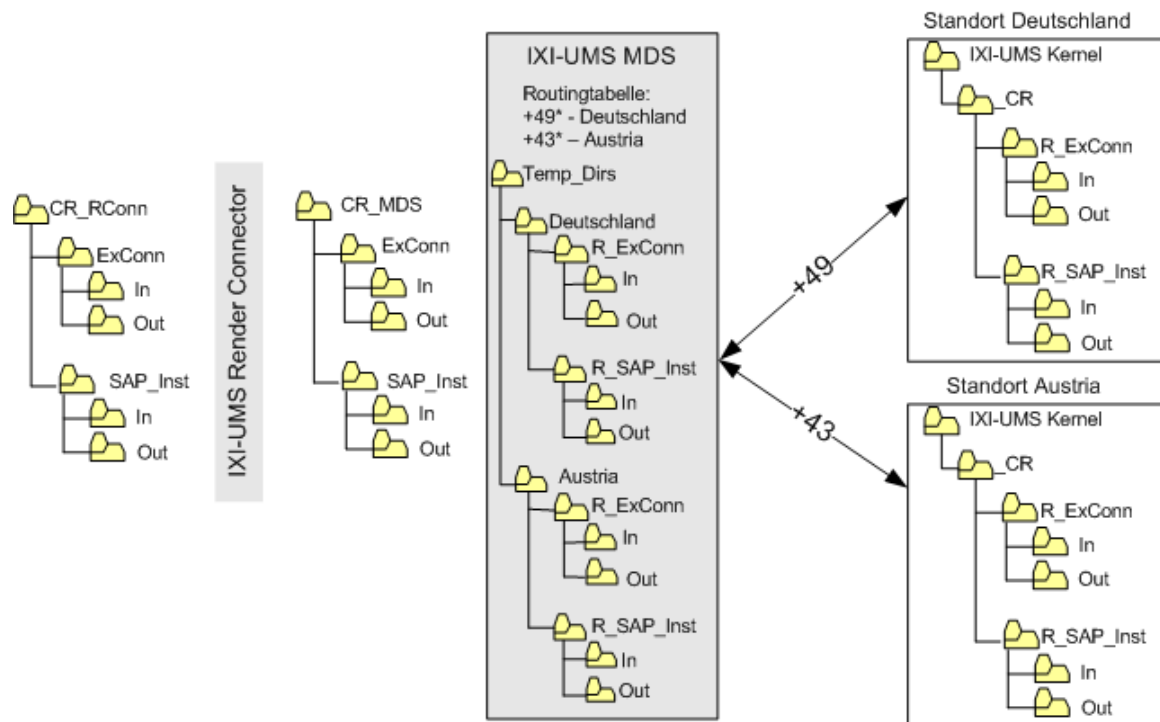 CR_RConn
ExConn
In
Out
SAP_Inst
In
Out
IXI-UMS Render Connector
CR_MDS
ExConn
In
Out
SAP_Inst
In
Out
IXI-UMS MDS
Routingtabelle:
+49* - Deutschland
+43* – Austria
Temp_Dirs
Deutschland
R_ExConn
In
Out
R_SAP_Inst
In
Out
Austria
R_ExConn
In
Out
R_SAP_Inst
In
Out
+49
+43
Standort Deutschland
IXI-UMS Kernel
_CR
R_ExConn
In
Out
R_SAP_Inst
In
Out
Standort Austria
IXI-UMS Kernel
_CR
R_ExConn
In
Out
R_SAP_Inst
In
Out